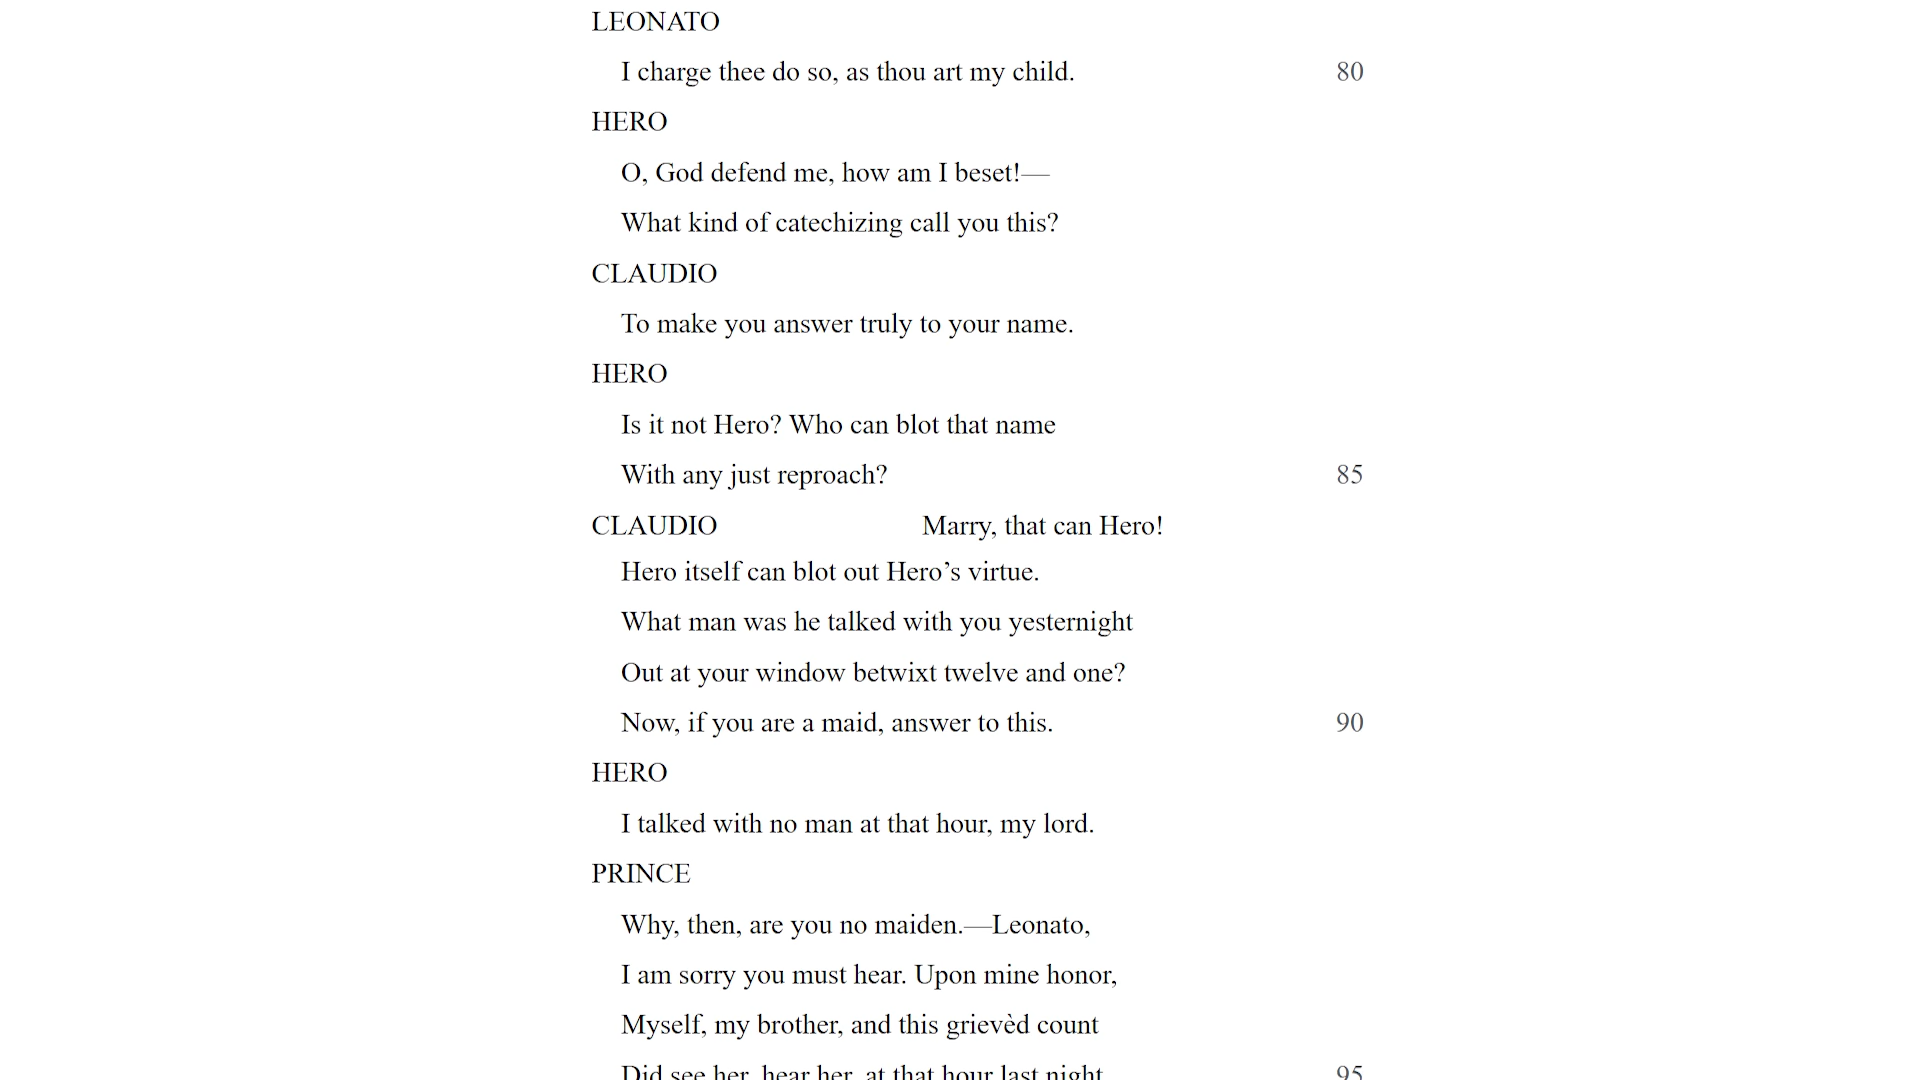 LEONATO
I charge thee do so, as thou art my child. 80
HERO
O, God defend me, how am I beset!—
What kind of catechizing call you this?
CLAUDIO
To make you answer truly to your name.
HERO
Is it not Hero? Who can blot that name
With any just reproach? 85
CLAUDIO Marry, that can Hero!
Hero itself can blot out Hero’s virtue.
What man was he talked with you yesternight
Out at your window betwixt twelve and one?
Now, if you are a maid, answer to this. 90
HERO
I talked with no man at that hour, my lord.
PRINCE
Why, then, are you no maiden.—Leonato,
I am sorry you must hear. Upon mine honor,
Myself, my brother, and this grievèd count
Did see her, hear her, at that hour last night 95